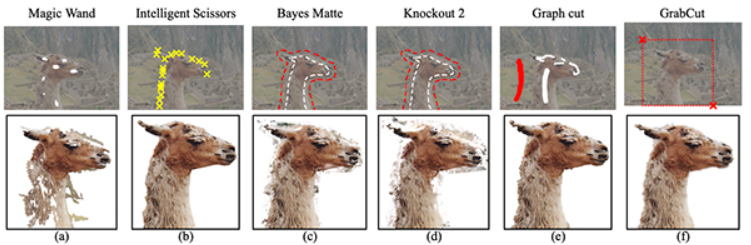 Magic Wand Intelligent Scissors Bayes Matte Knockout 2 Graph cut GrabCut
(a) (b) (c) (d) (e) (f)